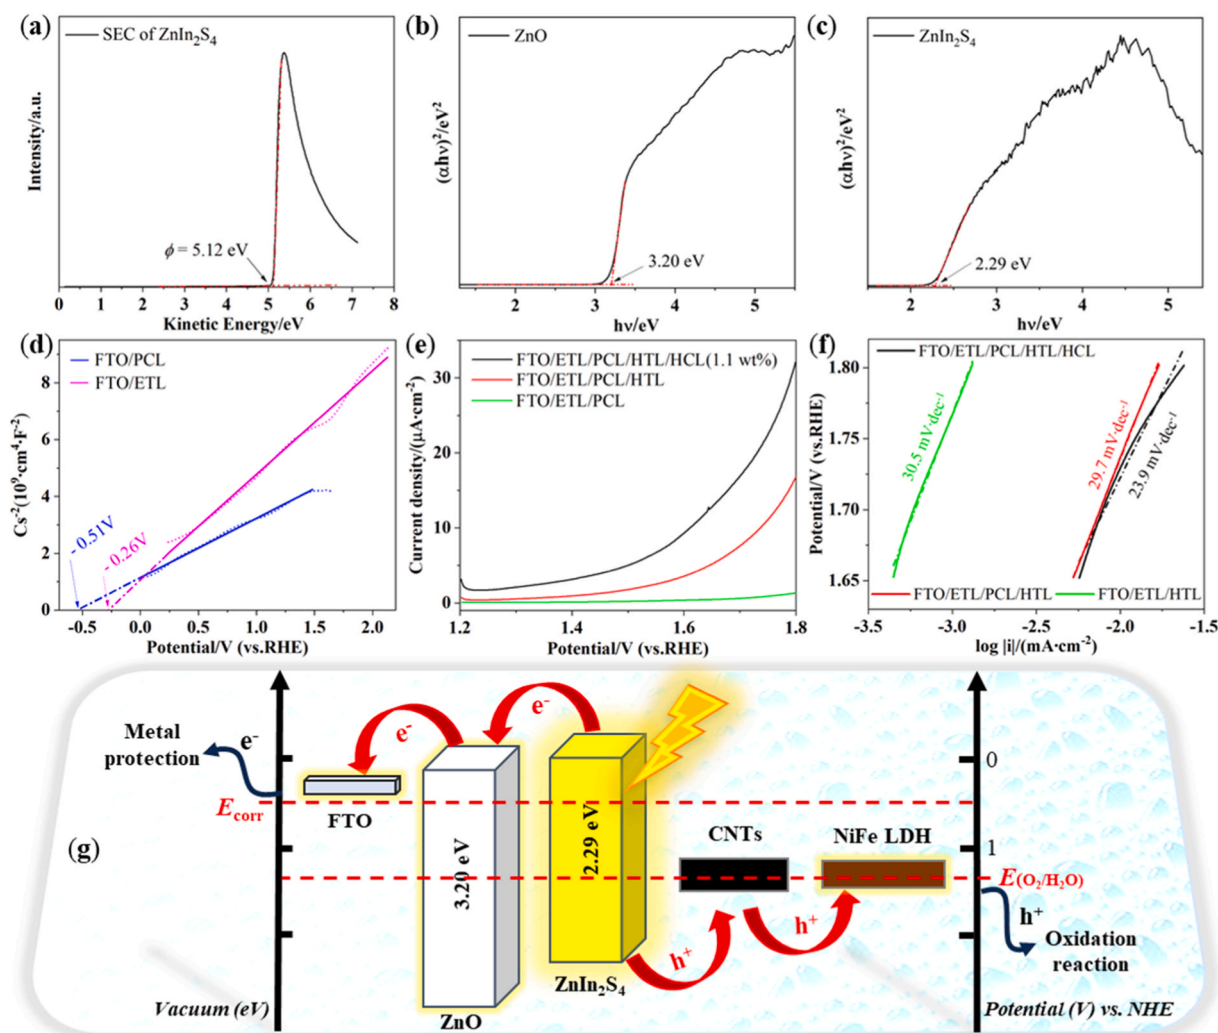 (a)
SEC of ZnIn2S4
Intensity/a.u.
ϕ = 5.12 eV
0 1 2 3 4 5 6 7 8
Kinetic Energy/eV
(b)
ZnO
(αhν)²/eV²
3.20 eV
2 3 4 5
hν/eV
(c)
ZnIn2S4
(αhν)²/eV²
2.29 eV
2 3 4 5
hν/eV
(d)
FTO/PCL
FTO/ETL
Cs⁻²(10⁹·cm⁴·F⁻²)
8
6
4
2
0
- 0.51V
- 0.26V
-0.5 0.0 0.5 1.0 1.5 2.0
Potential/V (vs.RHE)
(e)
FTO/ETL/PCL/HTL/HCL(1.1 wt%)
FTO/ETL/PCL/HTL
FTO/ETL/PCL
Current density/(μA·cm⁻²)
30
20
10
0
1.2 1.4 1.6 1.8
Potential/V (vs.RHE)
(f)
FTO/ETL/PCL/HTL/HCL
Potential/V (vs.RHE)
1.80
1.75
1.70
1.65
30.5 mV·dec⁻¹
29.7 mV·dec⁻¹
23.9 mV·dec⁻¹
FTO/ETL/PCL/HTL
FTO/ETL/HTL
-3.5 -3.0 -2.5 -2.0 -1.5
log |i|/(mA·cm⁻²)
(g)
Metal
protection
e⁻
e⁻
e⁻
Ecorr
FTO
3.20 eV
2.29 eV
CNTs
NiFe LDH
0
1
E(O2/H2O)
h⁺
h⁺
h⁺
Oxidation
reaction
ZnIn2S4
ZnO
Vacuum (eV)
Potential (V) vs. NHE